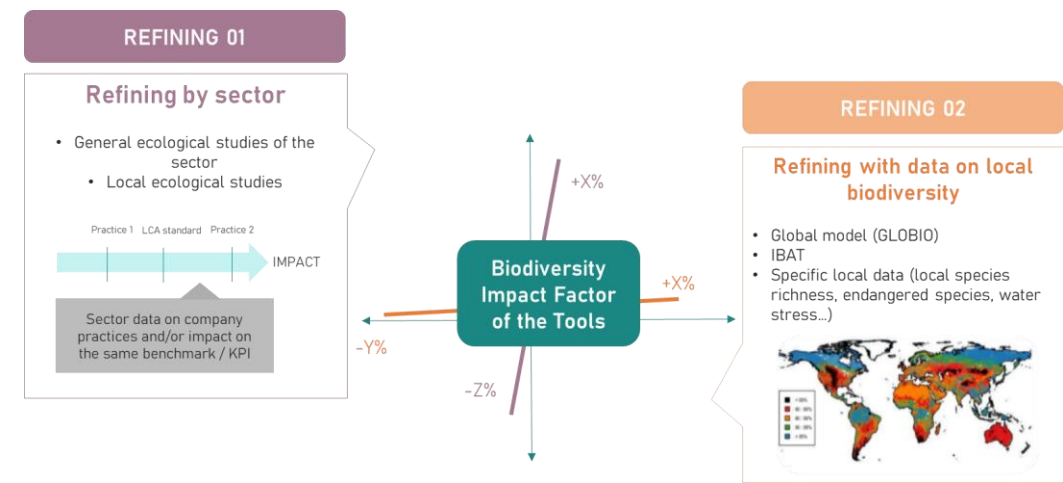 REFINING 01
Refining by sector
• General ecological studies of the
sector
• Local ecological studies
Practice 1
LCA standard
Practice 2
IMPACT
Sector data on company
practices and/or impact on
the same benchmark / KPI
+X%
Biodiversity
Impact Factor
of the Tools
+X%
-Y%
-Z%
REFINING 02
Refining with data on local
biodiversity
• Global model (GLOBIO)
• IBAT
• Specific local data (local species
richness, endangered species, water
stress...)